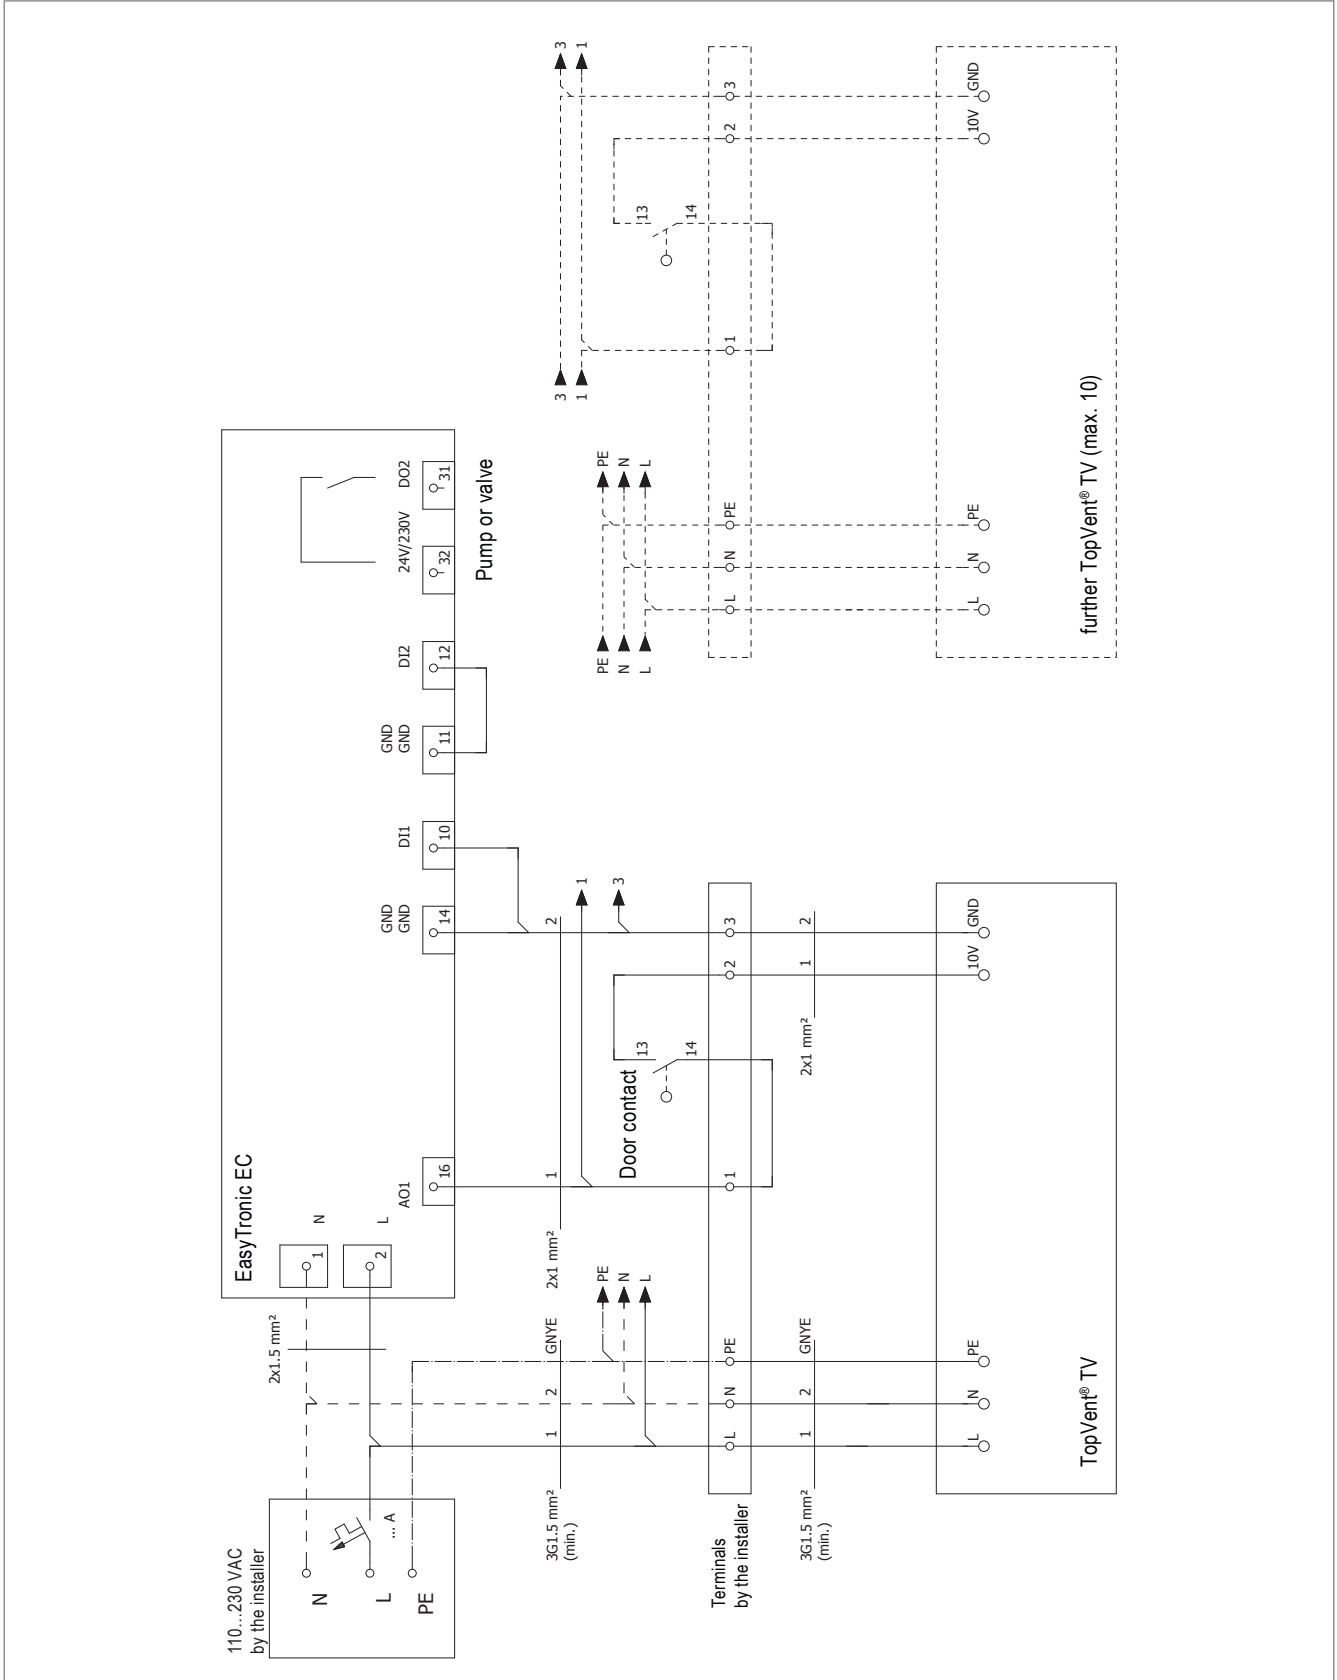 110...230 VAC
by the installer
N
L
PE
... A
2x1.5 mm²
EasyTronic EC
1
N
2
L
AO1
16
GND
GND
14
DI1
10
GND
GND
11
DI2
12
24V/230V
32
DO2
31
Pump or valve
3G1.5 mm²
(min.)
1
2
GNYE
2x1 mm²
1
2
PE
N
L
1
3
Door contact
13
14
Terminals
by the installer
L
N
PE
1
2
3
3G1.5 mm²
(min.)
1
2
GNYE
2x1 mm²
1
2
L
N
PE
10V
GND
TopVent® TV
3
1
3
1
PE
N
L
PE
N
L
13
14
L
N
PE
1
2
3
L
N
PE
10V
GND
further TopVent® TV (max. 10)